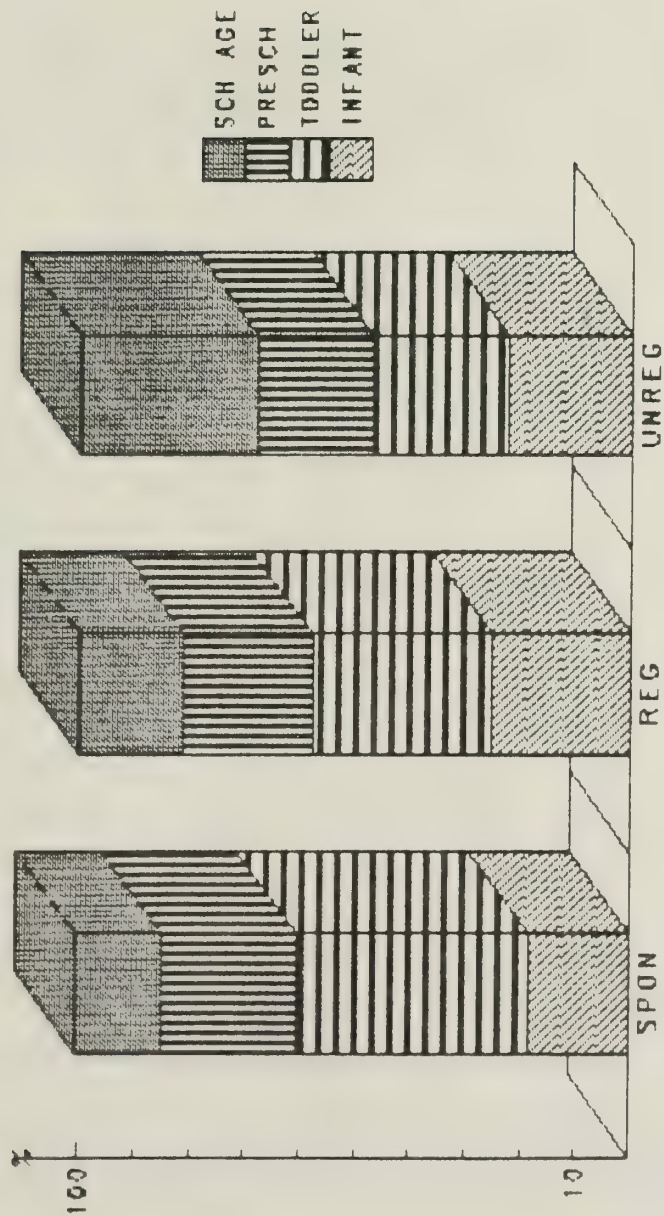 %
100
10
SPON
REG
UNREG
SCH AGE
PRESCH
TODDLER
INFANT